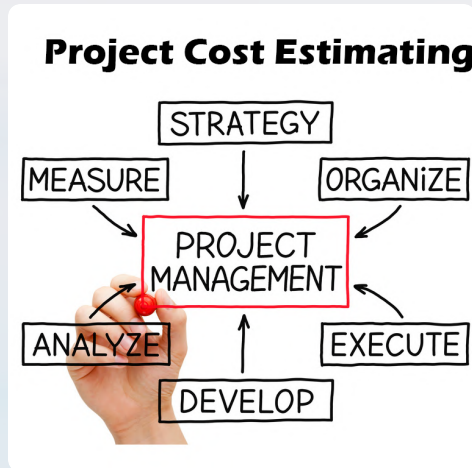 Project Cost Estimating
STRATEGY
MEASURE
ORGANiZE
PROJECT
MANAGEMENT
ANALYZE
EXECUTE
DEVELOP